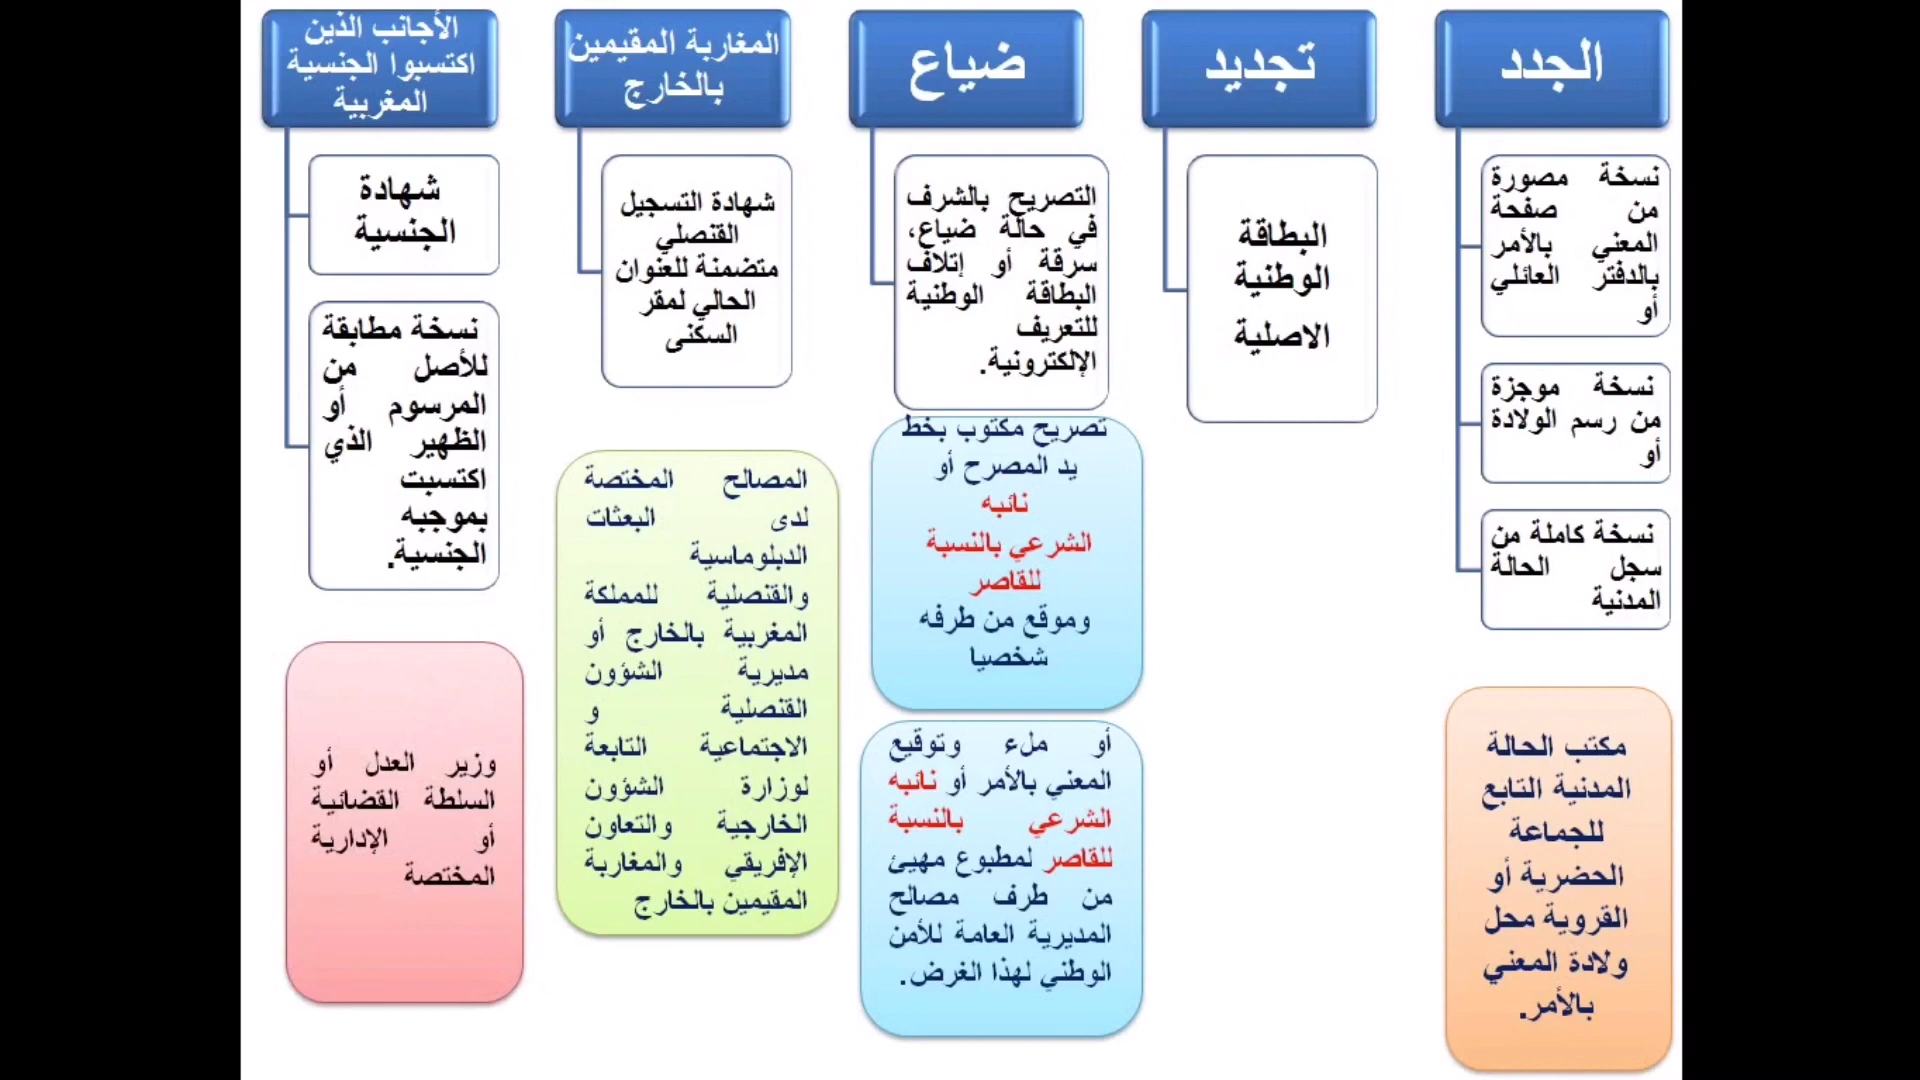 الجدد
نسخة مصورة
من صفحة
المعني بالأمر
بالدفتر العائلي
أو
نسخة موجزة
من رسم الولادة
أو
نسخة كاملة من
سجل الحالة
المدنية
مكتب الحالة
المدنية التابع
للجماعة
الحضرية أو
القروية محل
ولادة المعني
بالأمر.
تجديد
البطاقة
الوطنية
الاصلية
ضياع
التصريح بالشرف
في حالة ضياع،
سرقة أو إتلاف
البطاقة الوطنية
للتعريف
الإلكترونية.
تصريح مكتوب بخط
يد المصرح أو
نائبه
الشرعي بالنسبة
للقاصر
وموقع من طرفه
شخصيا
أو ملء وتوقيع
المعني بالأمر أو نائبه
الشرعي بالنسبة
للقاصر لمطبوع مهيئ
من طرف مصالح
المديرية العامة للأمن
الوطني لهذا الغرض.
المغاربة المقيمين
بالخارج
شهادة التسجيل
القنصلي
متضمنة للعنوان
الحالي لمقر
السكنى
المصالح المختصة
لدى البعثات
الدبلوماسية
والقنصلية للمملكة
المغربية بالخارج أو
مديرية الشؤون
القنصلية و
الاجتماعية التابعة
لوزارة الشؤون
الخارجية والتعاون
الإفريقي والمغاربة
المقيمين بالخارج
الأجانب الذين
اكتسبوا الجنسية
المغربية
شهادة
الجنسية
نسخة مطابقة
للأصل من
المرسوم أو
الظهير الذي
اكتسبت
بموجبه
الجنسية.
وزير العدل أو
السلطة القضائية
أو الإدارية
المختصة